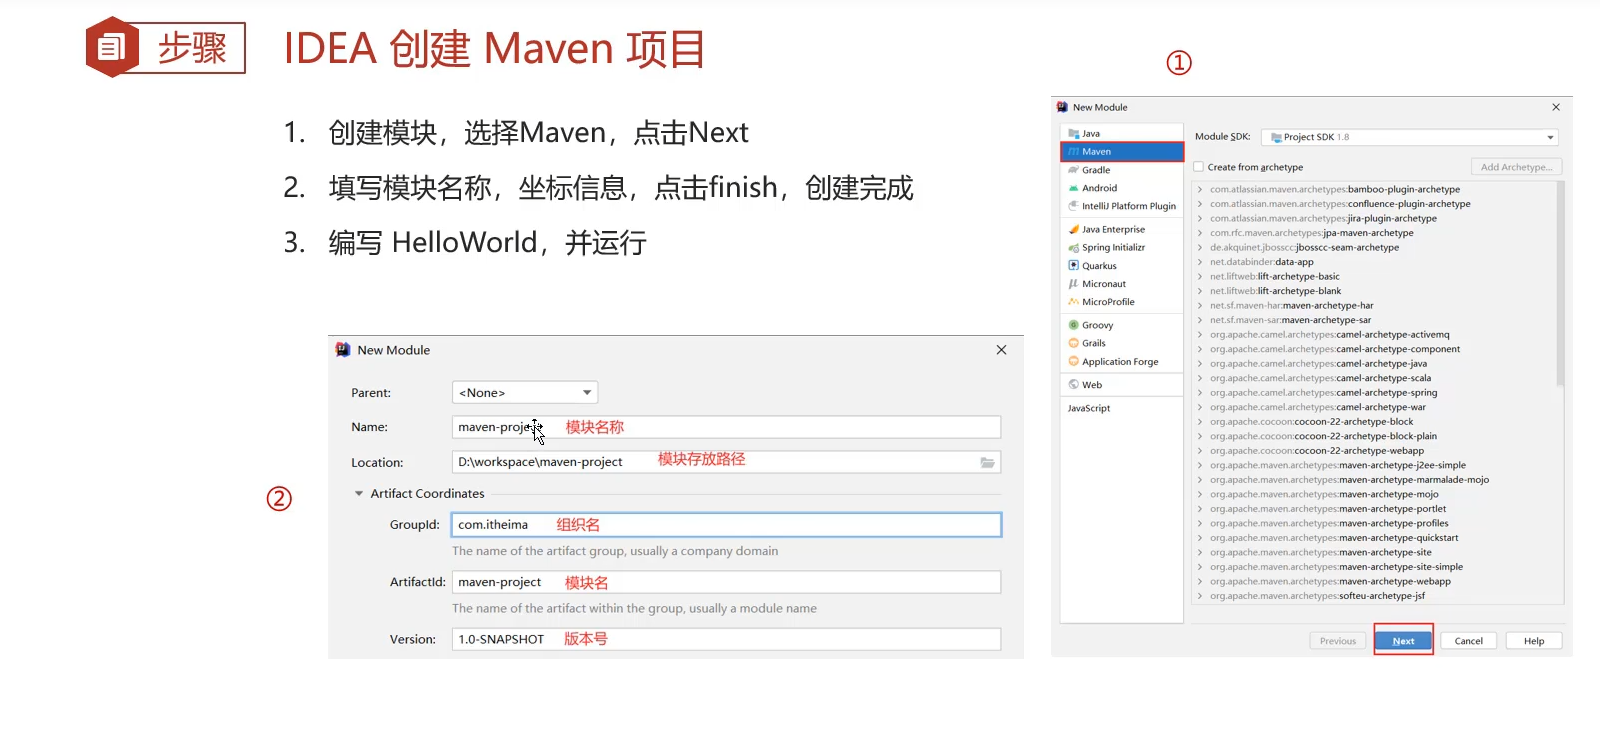 步骤
IDEA 创建 Maven 项目
1. 创建模块，选择Maven，点击Next
2. 填写模块名称，坐标信息，点击finish，创建完成
3. 编写 HelloWorld，并运行
①
New Module
Java
Maven
Gradle
Android
IntelliJ Platform Plugin
Java Enterprise
Spring Initializr
Quarkus
Micronaut
MicroProfile
Groovy
Grails
Application Forge
Web
JavaScript
Module SDK: Project SDK 1.8
Create from archetype Add Archetype...
com.atlassian.maven.archetypes:bamboo-plugin-archetype
com.atlassian.maven.archetypes:confluence-plugin-archetype
com.atlassian.maven.archetypes:jira-plugin-archetype
com.rfc.maven.archetypes:jpa-maven-archetype
de.akquinet.jbosscc:jbosscc-seam-archetype
net.databinder:data-app
net.liftweb:lift-archetype-basic
net.liftweb:lift-archetype-blank
net.sf.maven-har:maven-archetype-har
net.sf.maven-sar:maven-archetype-sar
org.apache.camel.archetypes:camel-archetype-activemq
org.apache.camel.archetypes:camel-archetype-component
org.apache.camel.archetypes:camel-archetype-java
org.apache.camel.archetypes:camel-archetype-scala
org.apache.camel.archetypes:camel-archetype-spring
org.apache.camel.archetypes:camel-archetype-war
org.apache.cocoon:cocoon-22-archetype-block
org.apache.cocoon:cocoon-22-archetype-block-plain
org.apache.cocoon:cocoon-22-archetype-webapp
org.apache.maven.archetypes:maven-archetype-j2ee-simple
org.apache.maven.archetypes:maven-archetype-marmalade-mojo
org.apache.maven.archetypes:maven-archetype-mojo
org.apache.maven.archetypes:maven-archetype-portlet
org.apache.maven.archetypes:maven-archetype-profiles
org.apache.maven.archetypes:maven-archetype-quickstart
org.apache.maven.archetypes:maven-archetype-site
org.apache.maven.archetypes:maven-archetype-site-simple
org.apache.maven.archetypes:maven-archetype-webapp
org.apache.maven.archetypes:softeu-archetype-jsf
Previous Next Cancel Help
②
New Module
Parent: <None>
Name: maven-project 模块名称
Location: D:\workspace\maven-project 模块存放路径
Artifact Coordinates
GroupId: com.itheima 组织名
The name of the artifact group, usually a company domain
ArtifactId: maven-project 模块名
The name of the artifact within the group, usually a module name
Version: 1.0-SNAPSHOT 版本号